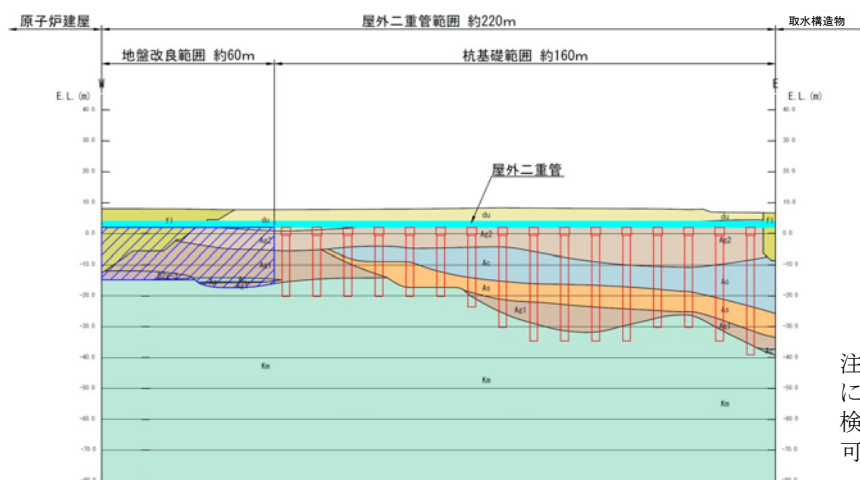 原子炉建屋
屋外二重管範囲 約220m
取水構造物
地盤改良範囲 約60m
杭基礎範囲 約160m
W
E
E.L.(m)
E.L.(m)
40.0
40.0
30.0
30.0
20.0
20.0
屋外二重管
10.0
10.0
fl
du
du
du
fl
0.0
Ag2
Ag2
Ag2
0.0
-10.0
Ag1
Ac
Ac
-10.0
-20.0
As
-20.0
Ag1
As
-30.0
Ag1
-30.0
-40.0
-40.0
Km
Km
-50.0
-50.0
Km
-60.0
-60.0
-70.0
-70.0
注
に
検
可